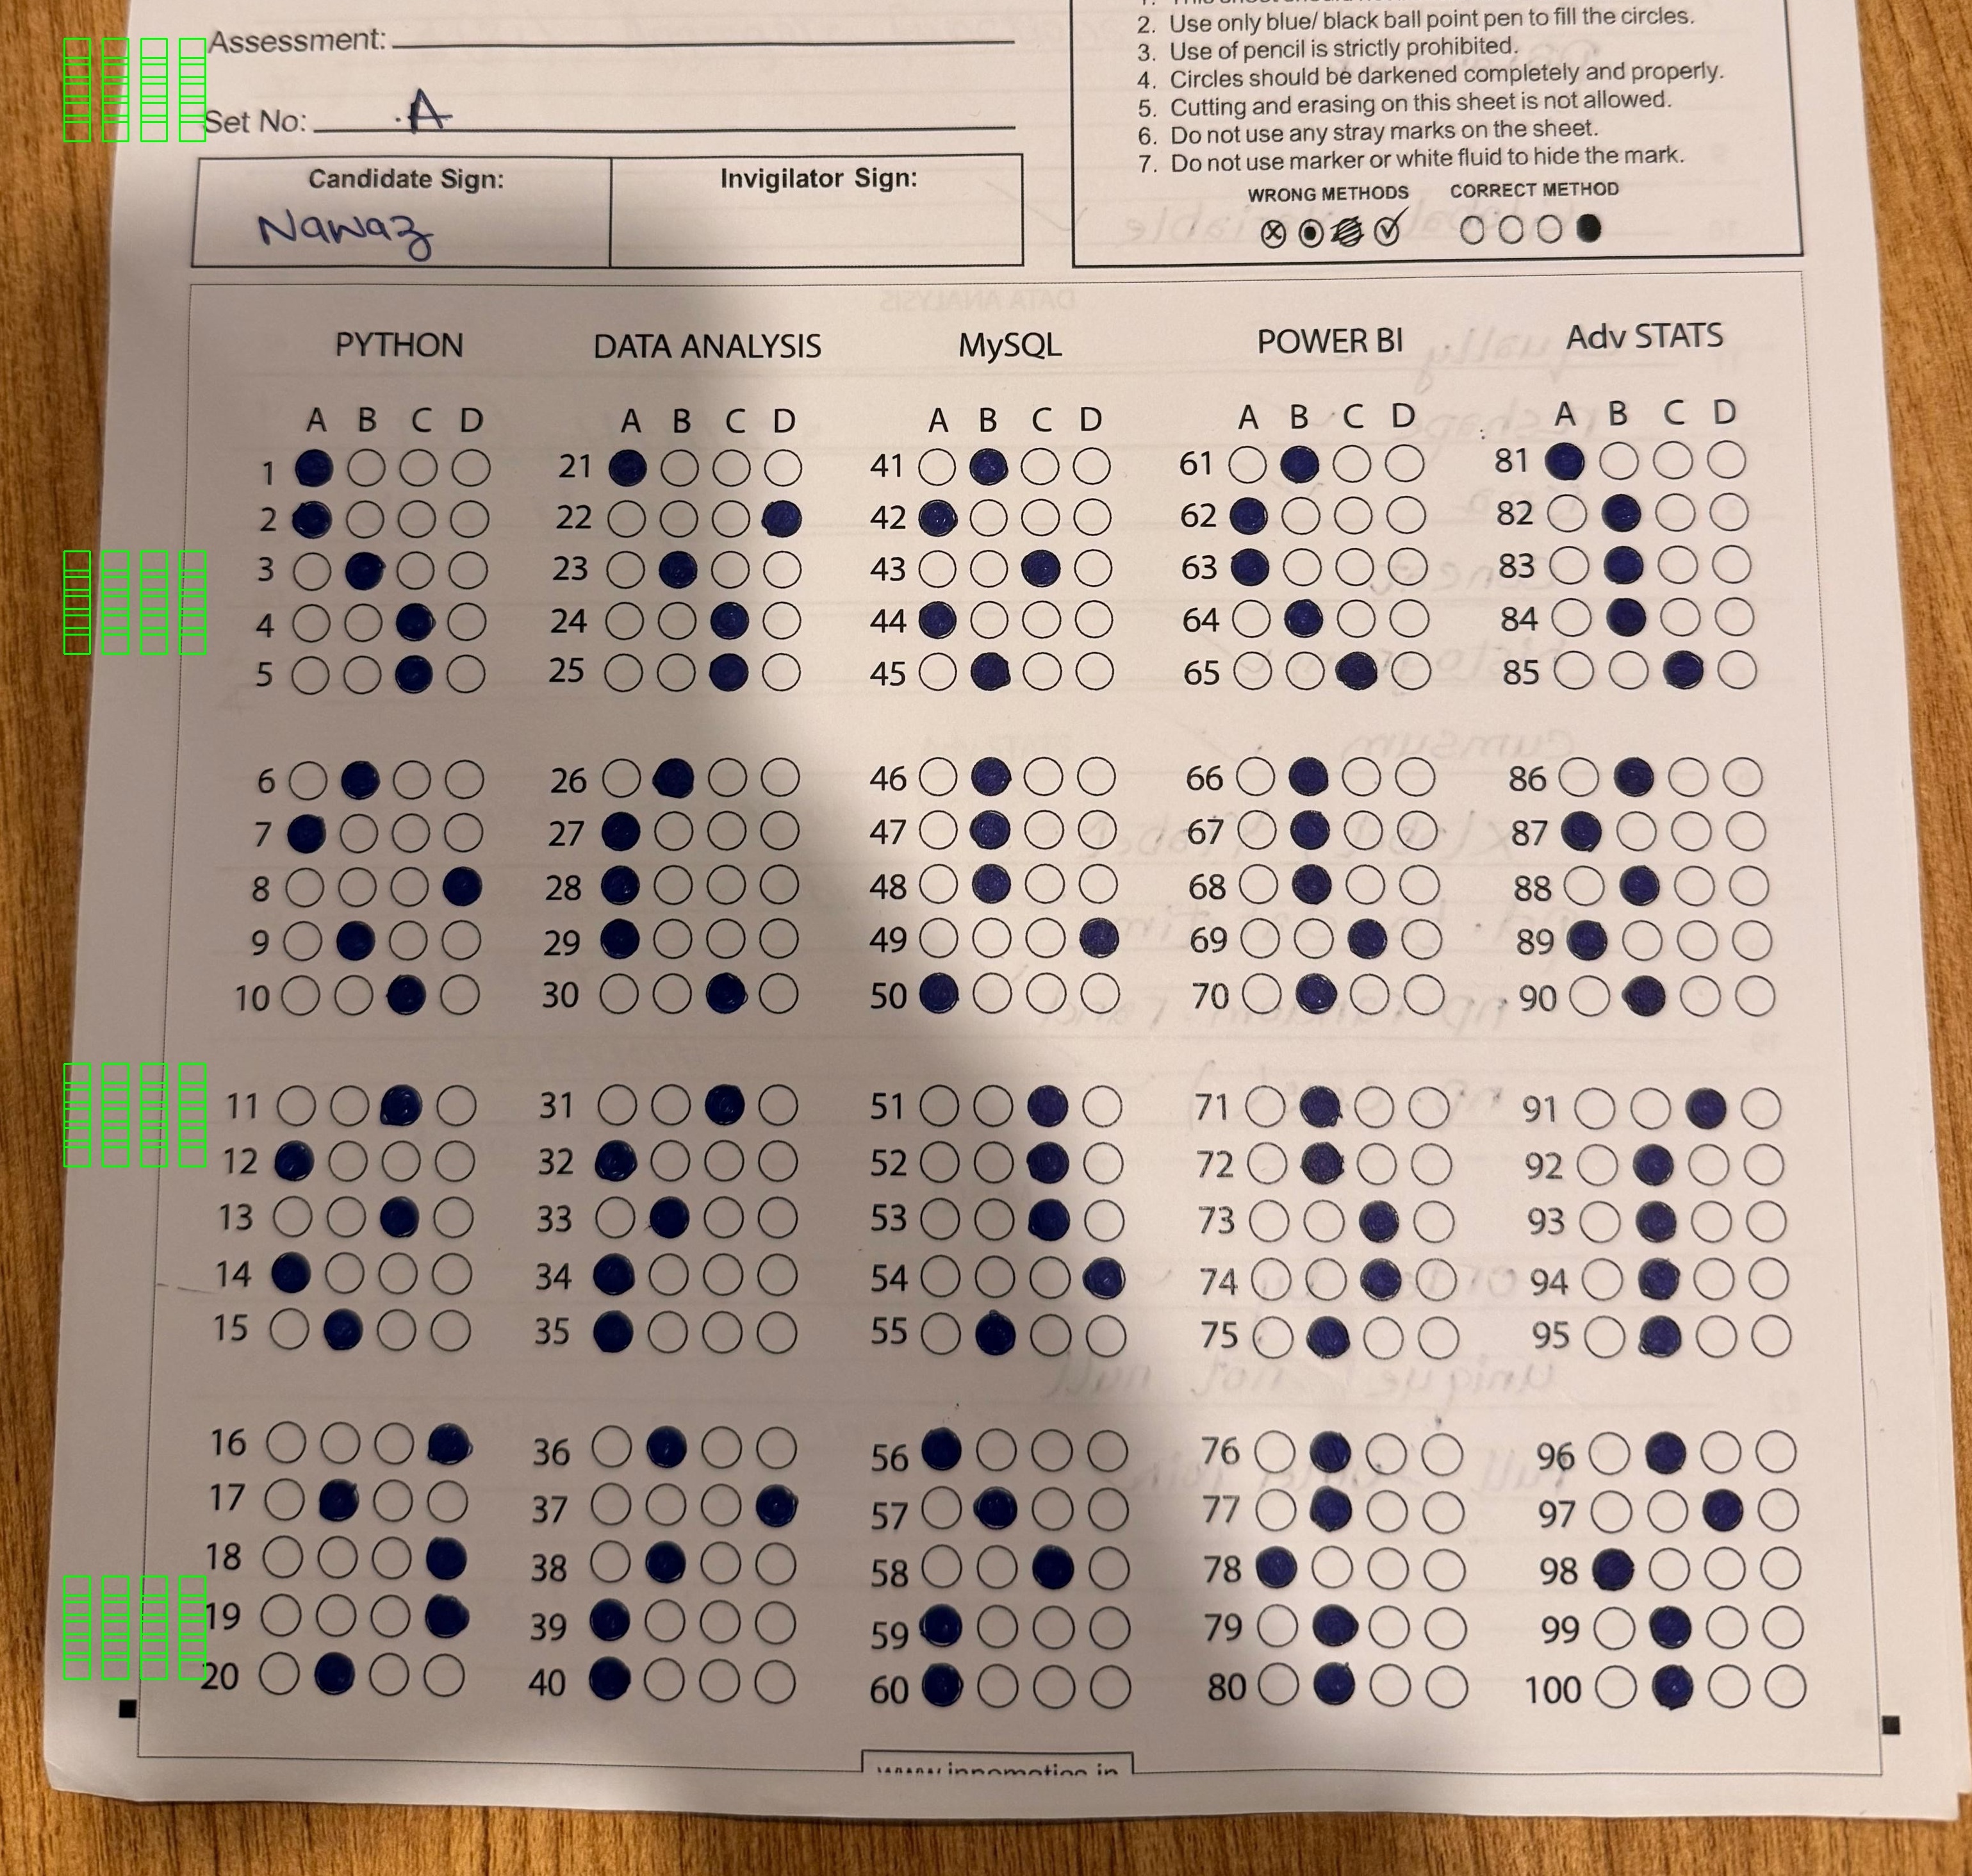 Assessment:
Set No: A
Candidate Sign:
Invigilator Sign:
Nawaz
2. Use only blue/ black ball point pen to fill the circles.
3. Use of pencil is strictly prohibited.
4. Circles should be darkened completely and properly.
5. Cutting and erasing on this sheet is not allowed.
6. Do not use any stray marks on the sheet.
7. Do not use marker or white fluid to hide the mark.
WRONG METHODS CORRECT METHOD
PYTHON DATA ANALYSIS MySQL POWER BI Adv STATS
A B C D A B C D A B C D A B C D A B C D
1 21 41 61 81
2 22 42 62 82
3 23 43 63 83
4 24 44 64 84
5 25 45 65 85
6 26 46 66 86
7 27 47 67 87
8 28 48 68 88
9 29 49 69 89
10 30 50 70 90
11 31 51 71 91
12 32 52 72 92
13 33 53 73 93
14 34 54 74 94
15 35 55 75 95
16 36 56 76 96
17 37 57 77 97
18 38 58 78 98
19 39 59 79 99
20 40 60 80 100